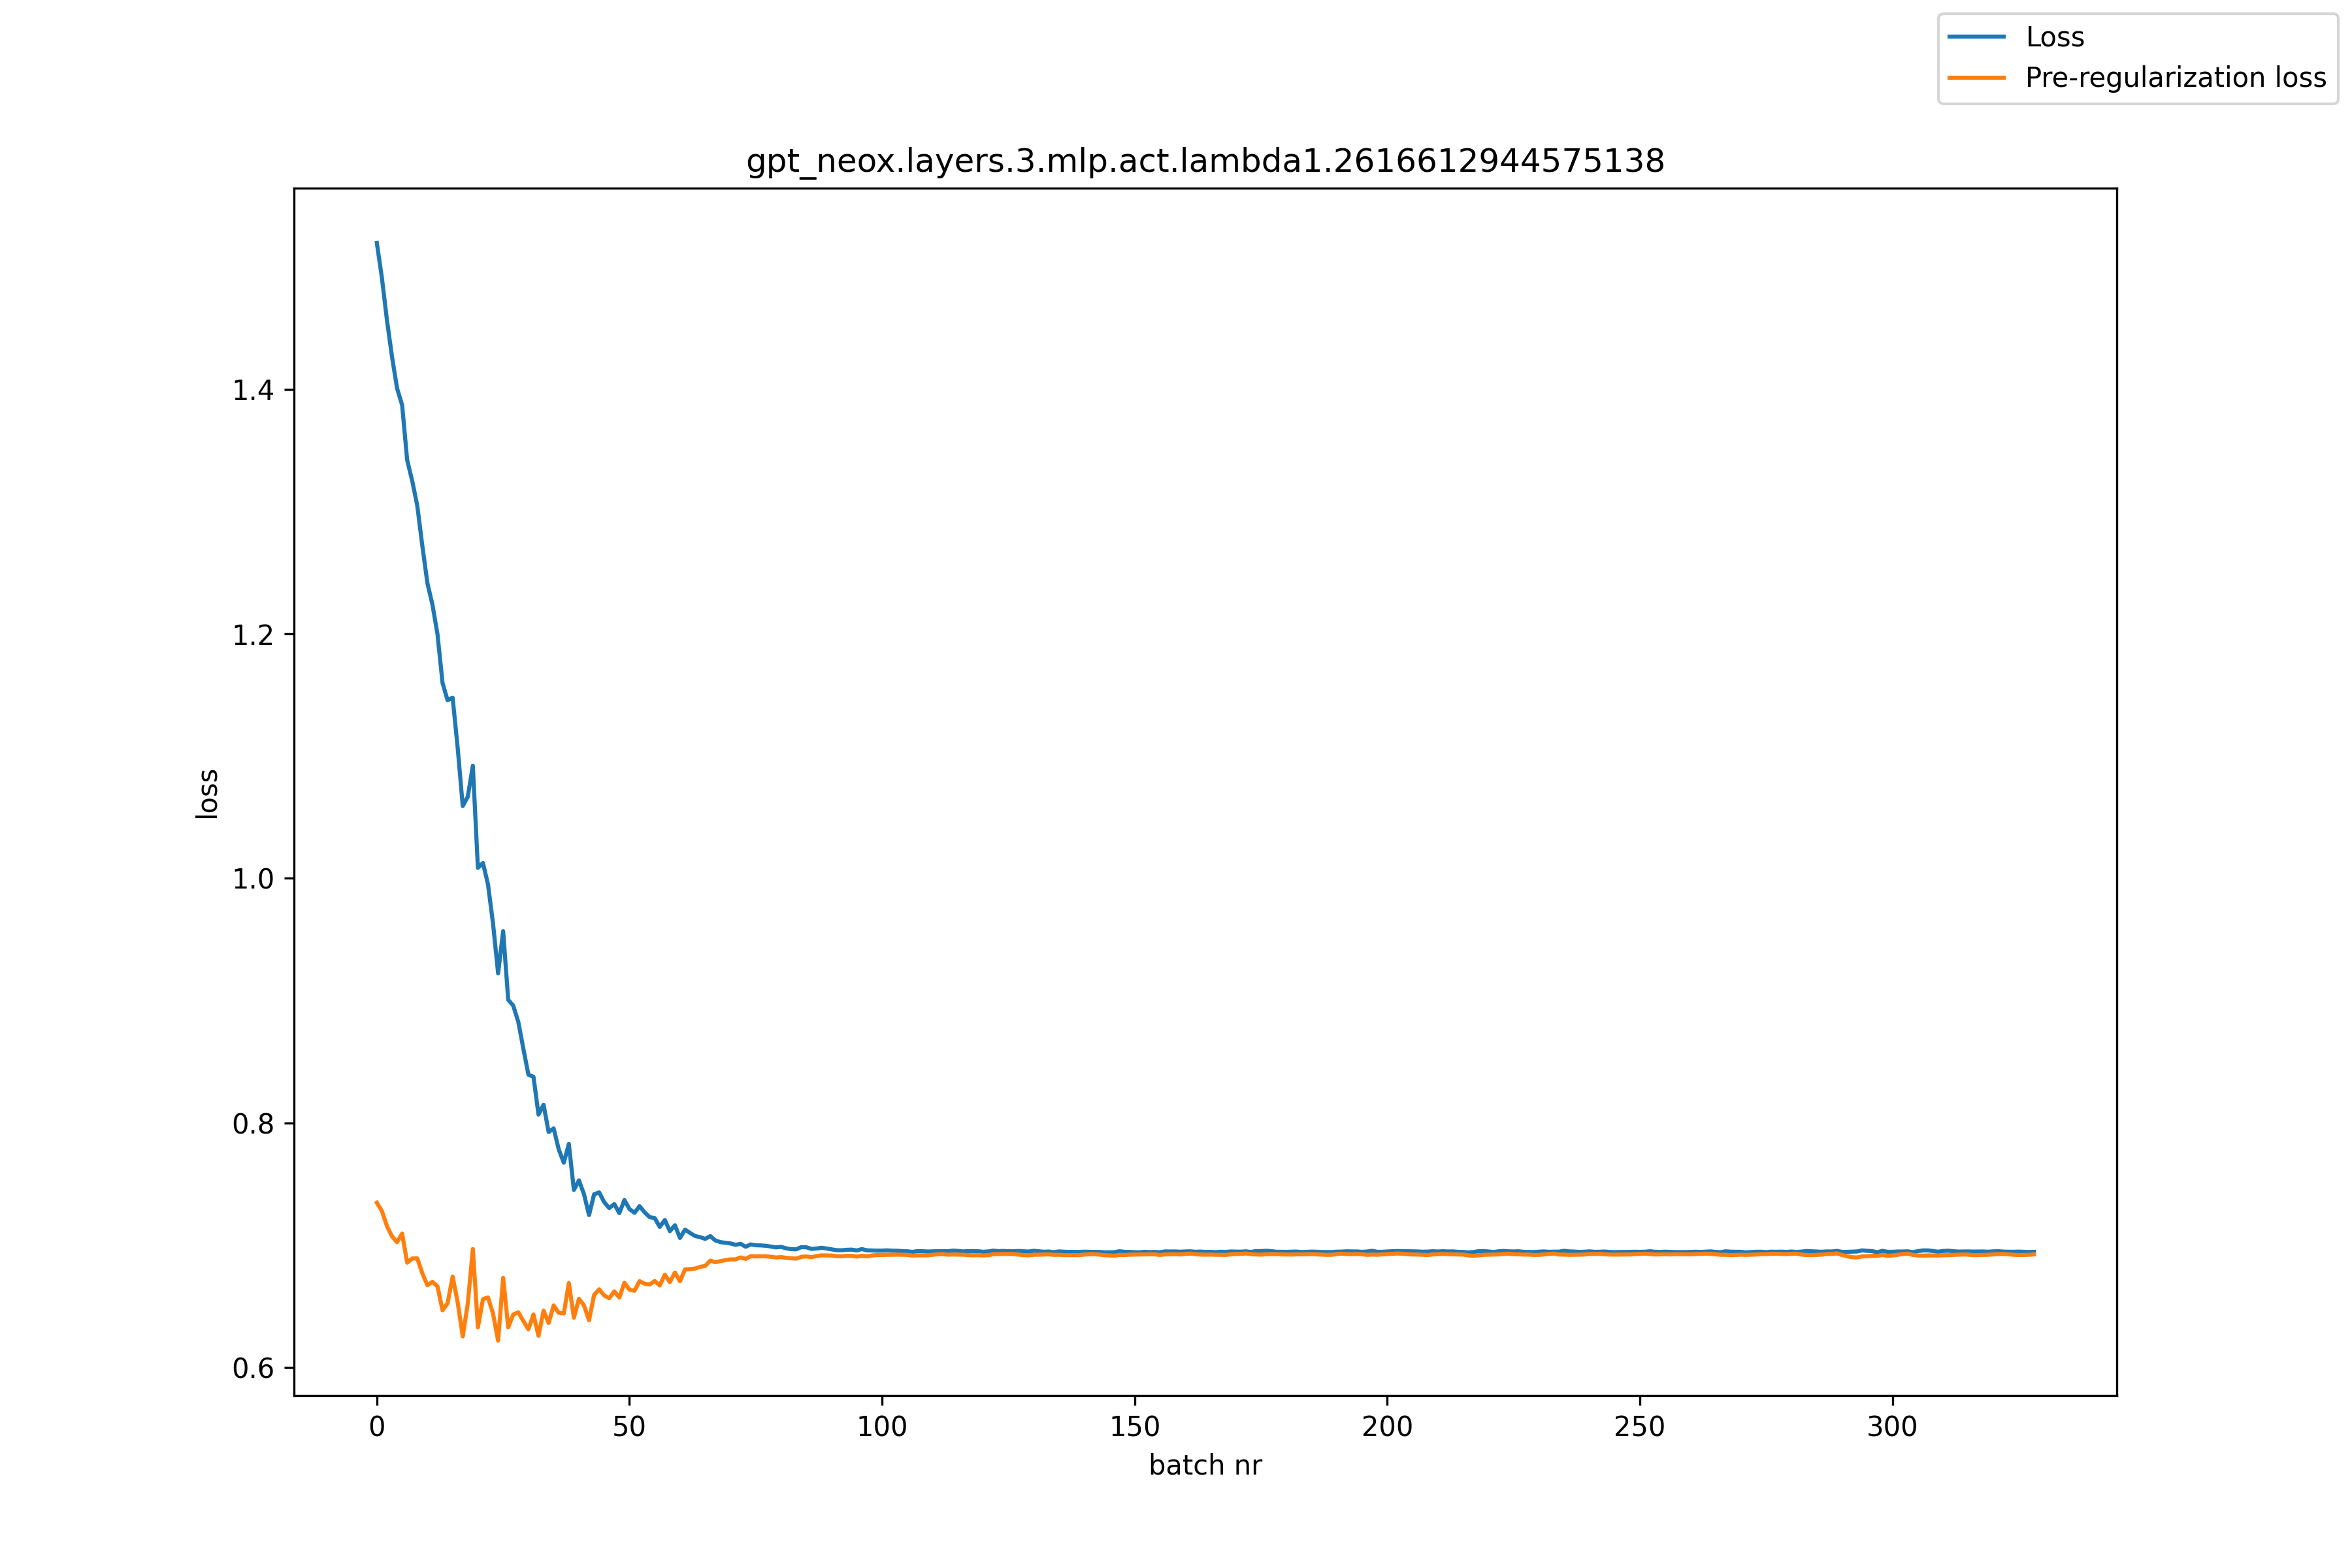 Loss
Pre-regularization loss
gpt_neox.layers.3.mlp.act.lambda1.2616612944575138
1.4
1.2
1.0
0.8
0.6
loss
0 50 100 150 200 250 300
batch nr